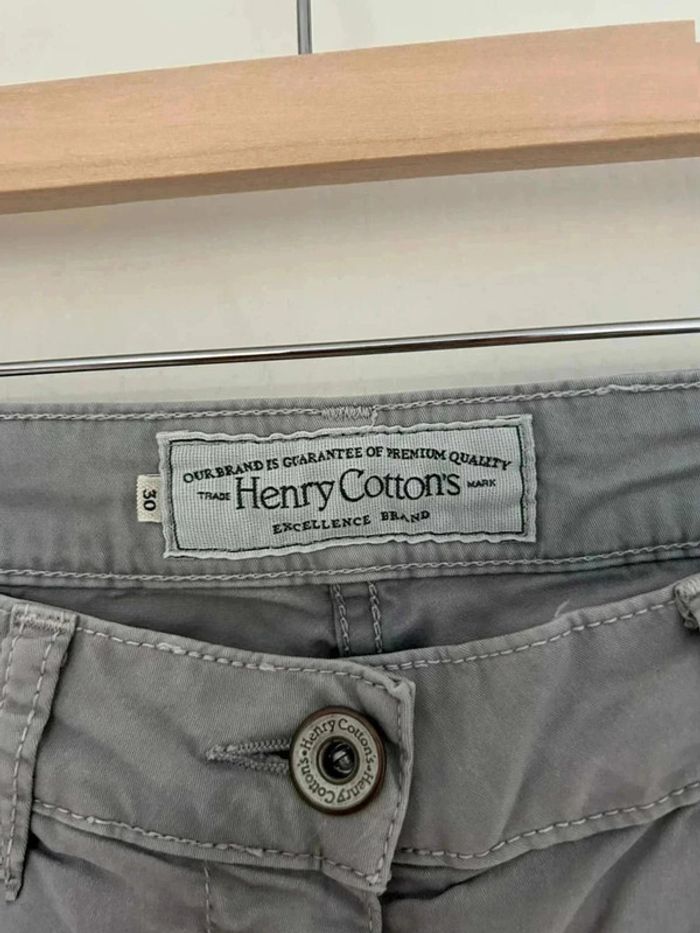 OUR BRAND IS GUARANTEE OF PREMIUM QUALITY
TRADE Henry Cotton's MARK
EXCELLENCE BRAND
30
Henry Cotton's • Henry Cotton's •